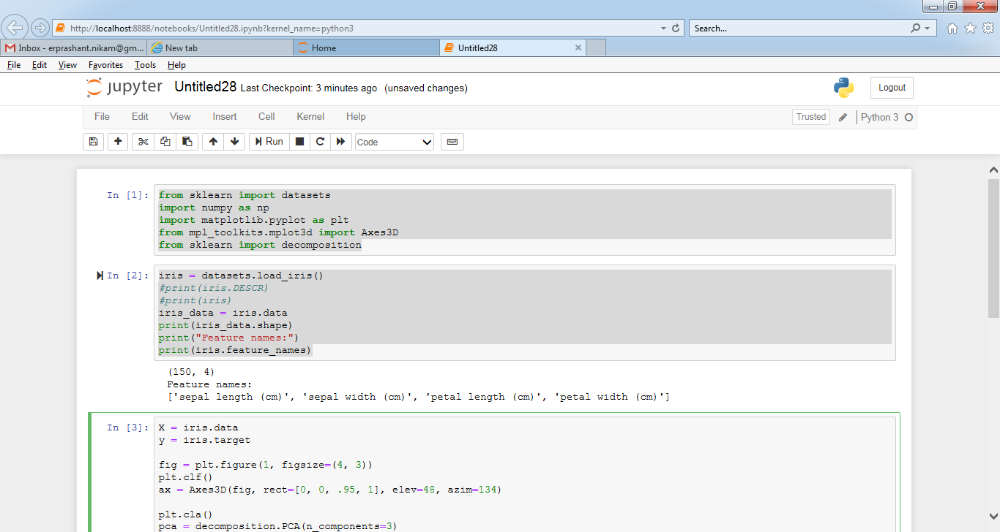 http://localhost:8888/notebooks/Untitled28.ipynb?kernel_name=python3
Search...
Inbox - erprashant.nikam@gm...
New tab
Home
Untitled28
File Edit View Favorites Tools Help
jupyter Untitled28 Last Checkpoint: 3 minutes ago (unsaved changes)
Logout
File Edit View Insert Cell Kernel Help
Trusted
Python 3
Run
Code
In [1]:
from sklearn import datasets
import numpy as np
import matplotlib.pyplot as plt
from mpl_toolkits.mplot3d import Axes3D
from sklearn import decomposition
In [2]:
iris = datasets.load_iris()
#print(iris.DESCR)
#print(iris)
iris_data = iris.data
print(iris_data.shape)
print("Feature names:")
print(iris.feature_names)
(150, 4)
Feature names:
['sepal length (cm)', 'sepal width (cm)', 'petal length (cm)', 'petal width (cm)']
In [3]:
X = iris.data
y = iris.target
fig = plt.figure(1, figsize=(4, 3))
plt.clf()
ax = Axes3D(fig, rect=[0, 0, .95, 1], elev=48, azim=134)
plt.cla()
pca = decomposition.PCA(n_components=3)